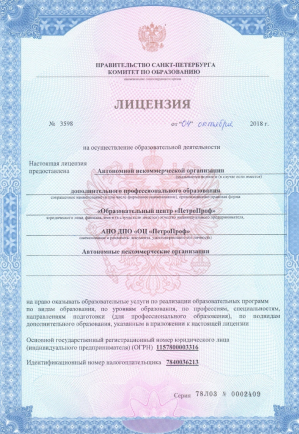 ПРАВИТЕЛЬСТВО САНКТ-ПЕТЕРБУРГА
КОМИТЕТ ПО ОБРАЗОВАНИЮ
ЛИЦЕНЗИЯ
№ 3598 от «04» октября 2018 г.
на осуществление образовательной деятельности
Настоящая лицензия
предоставлена Автономной некоммерческой организации
дополнительного профессионального образования
«Образовательный центр «ПетроПроф»
АНО ДПО «ОЦ «ПетроПроф»
Автономные некоммерческие организации
на право оказывать образовательные услуги по реализации образовательных программ
по видам образования, по уровням образования, по профессиям, специальностям,
направлениям подготовки (для профессионального образования), по подвидам
дополнительного образования, указанным в приложении к настоящей лицензии
Основной государственный регистрационный номер юридического лица
(индивидуального предпринимателя) (ОГРН) 1157800003316
Идентификационный номер налогоплательщика 7840036213
Серия 78Л03 № 0002409